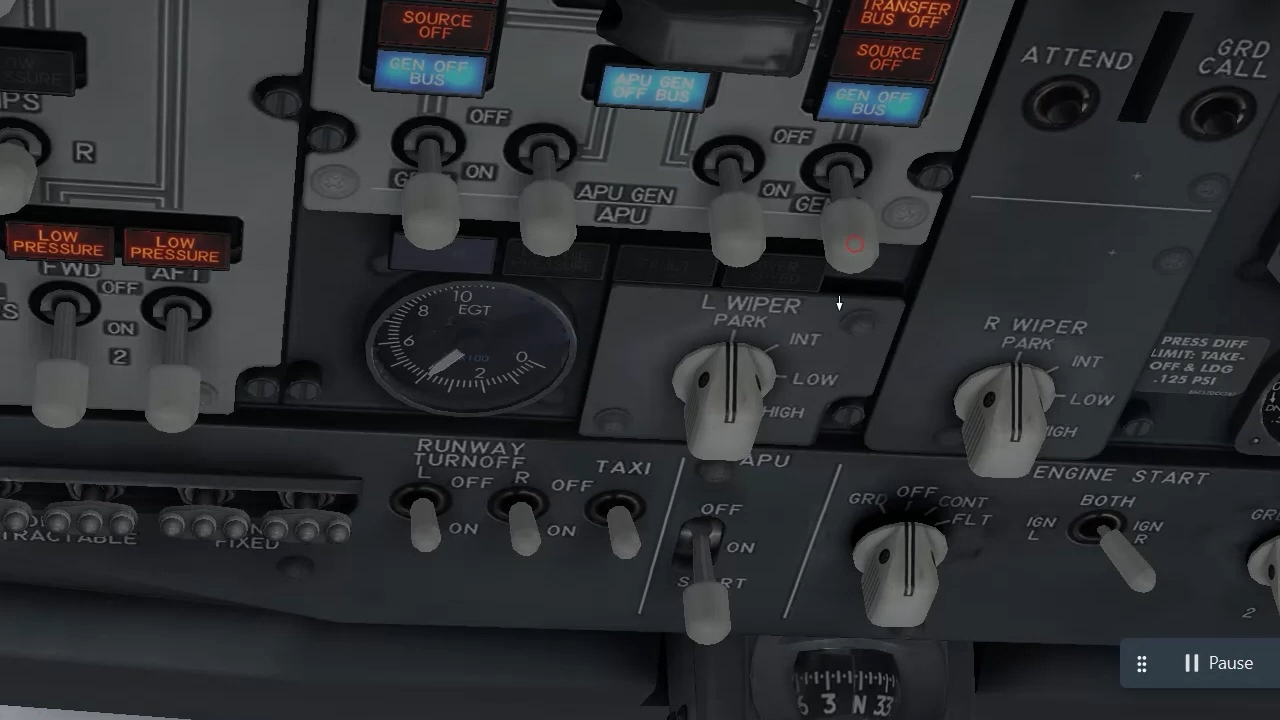 SOURCE
OFF
GEN OFF
BUS
APU GEN
OFF BUS
TRANSFER
BUS OFF
SOURCE
OFF
GEN OFF
BUS
ATTEND
GRD
CALL
OFF
ON
APU GEN
APU
OFF
ON
R
LOW
PRESSURE
LOW
PRESSURE
FWD
OFF
AFT
ON
2
10
8
EGT
6
X100
0
2
L WIPER
PARK
INT
LOW
HIGH
R WIPER
PARK
INT
LOW
PRESS DIFF
LIMIT: TAKE-
OFF & LDG
.125 PSI
RUNWAY
TURNOFF
L
OFF
R
OFF
TAXI
ON
ON
APU
OFF
ON
START
GRD
OFF
CONT
FLT
ENGINE START
BOTH
IGN
L
IGN
R
2
FIXED
3 N 33
Pause